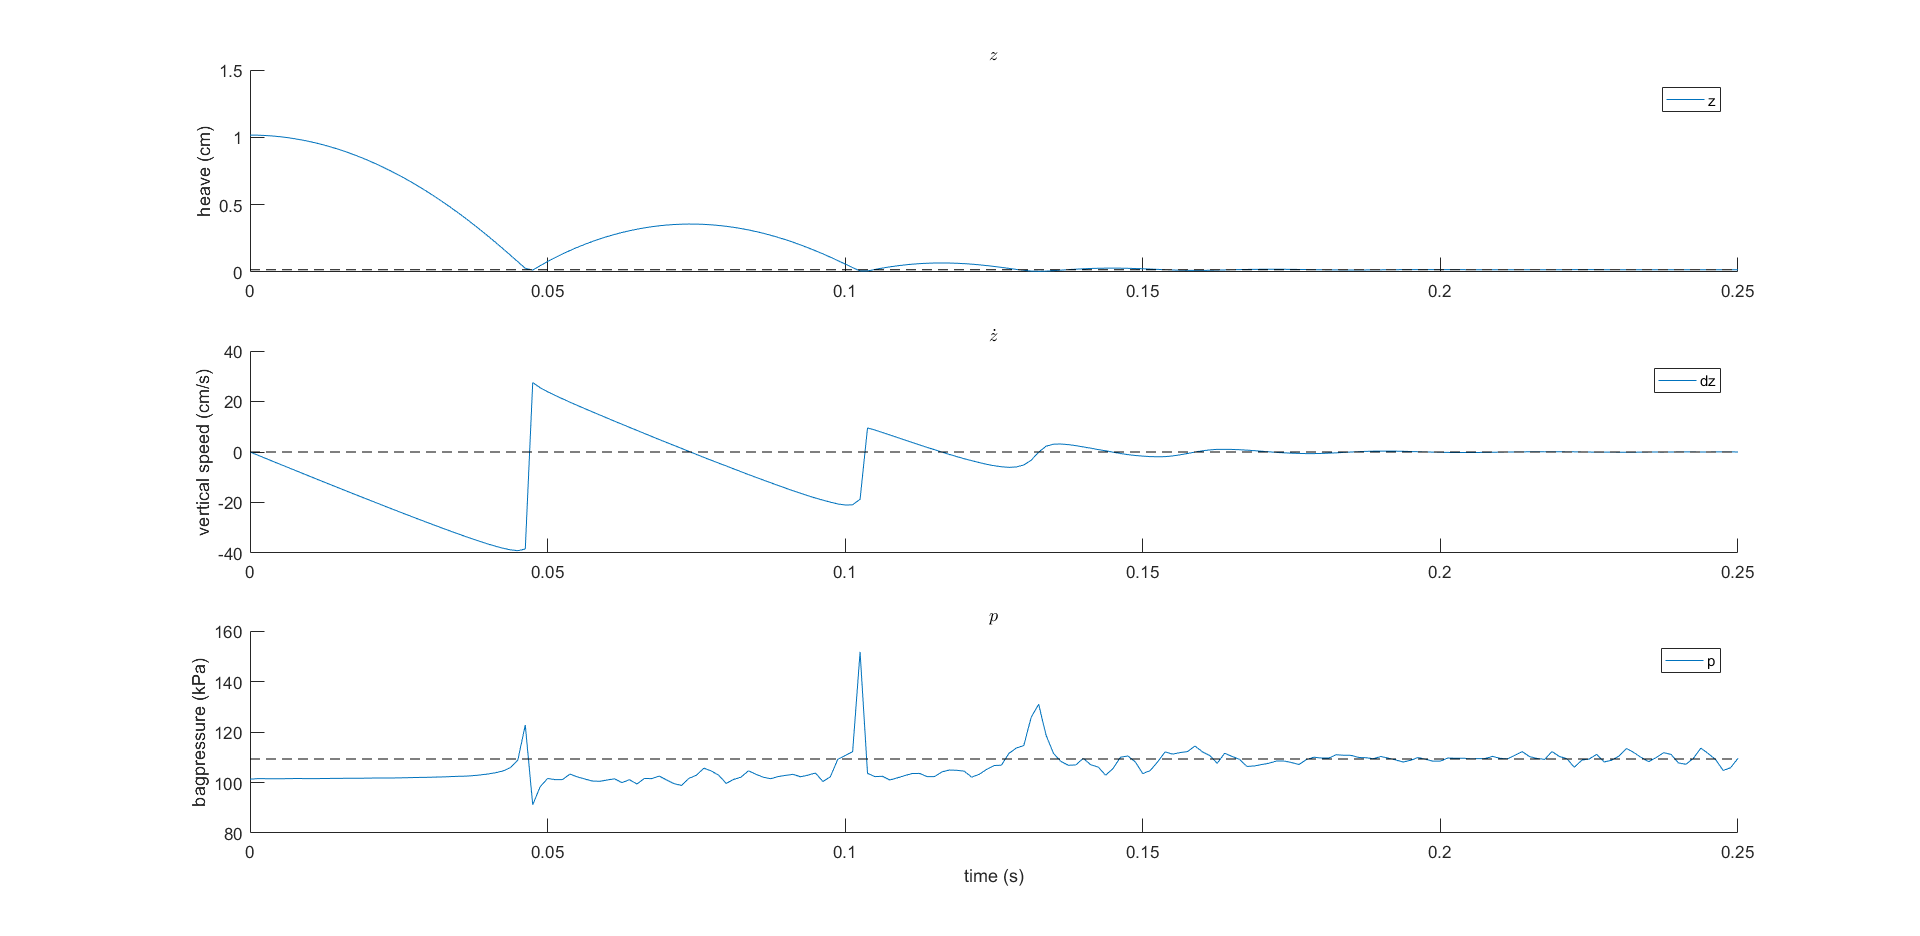 z
heave (cm)
1.5
1
0.5
0
z
0 0.05 0.1 0.15 0.2 0.25
ż
vertical speed (cm/s)
40
20
0
-20
-40
dz
0 0.05 0.1 0.15 0.2 0.25
p
bagpressure (kPa)
160
140
120
100
80
p
0 0.05 0.1 0.15 0.2 0.25
time (s)